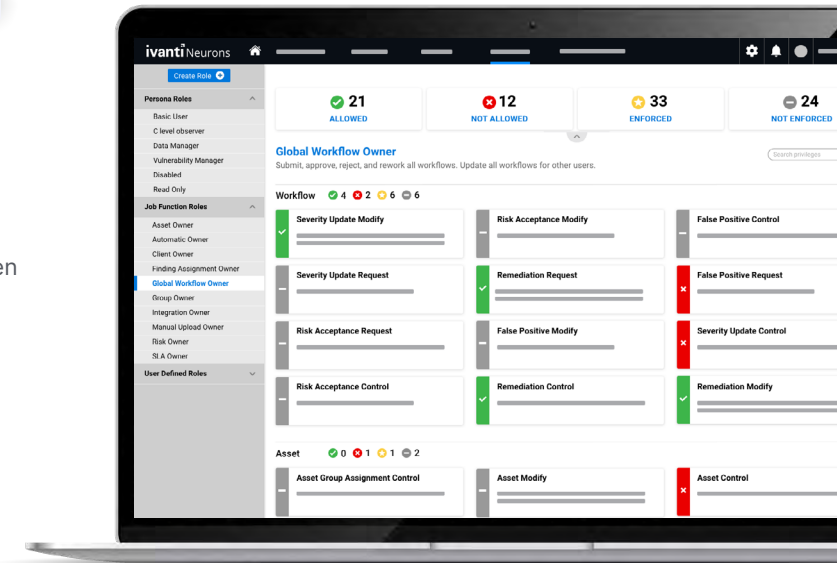 ivanti Neurons
Create Role
Persona Roles
Basic User
C level observer
Data Manager
Vulnerability Manager
Disabled
Read Only
Job Function Roles
Asset Owner
Automatic Owner
Client Owner
Finding Assignment Owner
Global Workflow Owner
Group Owner
Integration Owner
Manual Upload Owner
Risk Owner
SLA Owner
User Defined Roles
21
ALLOWED
12
NOT ALLOWED
33
ENFORCED
24
NOT ENFORCED
Global Workflow Owner
Submit, approve, reject, and rework all workflows. Update all workflows for other users.
Search privileges
Workflow 4 2 6 6
Severity Update Modify
Risk Acceptance Modify
False Positive Control
Severity Update Request
Remediation Request
False Positive Request
Risk Acceptance Request
False Positive Modify
Severity Update Control
Risk Acceptance Control
Remediation Control
Remediation Modify
Asset 0 1 1 2
Asset Group Assignment Control
Asset Modify
Asset Control